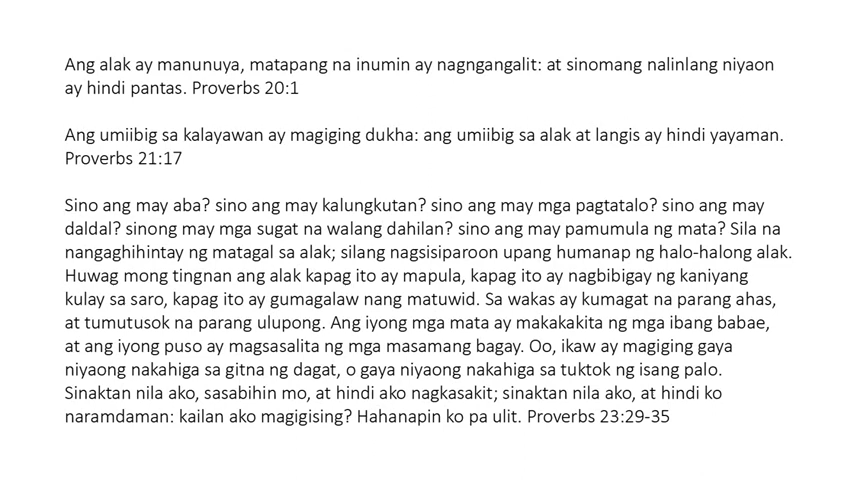 Ang alak ay manunuya, matapang na inumin ay nagngangalit: at sinomang nalinlang niyaon
ay hindi pantas. Proverbs 20:1
Ang umiibig sa kalayawan ay magiging dukha: ang umiibig sa alak at langis ay hindi yayaman.
Proverbs 21:17
Sino ang may aba? sino ang may kalungkutan? sino ang may mga pagtatalo? sino ang may
daldal? sinong may mga sugat na walang dahilan? sino ang may pamumula ng mata? Sila na
nangaghihintay ng matagal sa alak; silang nagsisiparoon upang humanap ng halo-halong alak.
Huwag mong tingnan ang alak kapag ito ay mapula, kapag ito ay nagbibigay ng kaniyang
kulay sa saro, kapag ito ay gumagalaw nang matuwid. Sa wakas ay kumagat na parang ahas,
at tumutusok na parang ulupong. Ang iyong mga mata ay makakakita ng mga ibang babae,
at ang iyong puso ay magsasalita ng mga masamang bagay. Oo, ikaw ay magiging gaya
niyaong nakahiga sa gitna ng dagat, o gaya niyaong nakahiga sa tuktok ng isang palo.
Sinaktan nila ako, sasabihin mo, at hindi ako nagkasakit; sinaktan nila ako, at hindi ko
naramdaman: kailan ako magigising? Hahanapin ko pa ulit. Proverbs 23:29-35